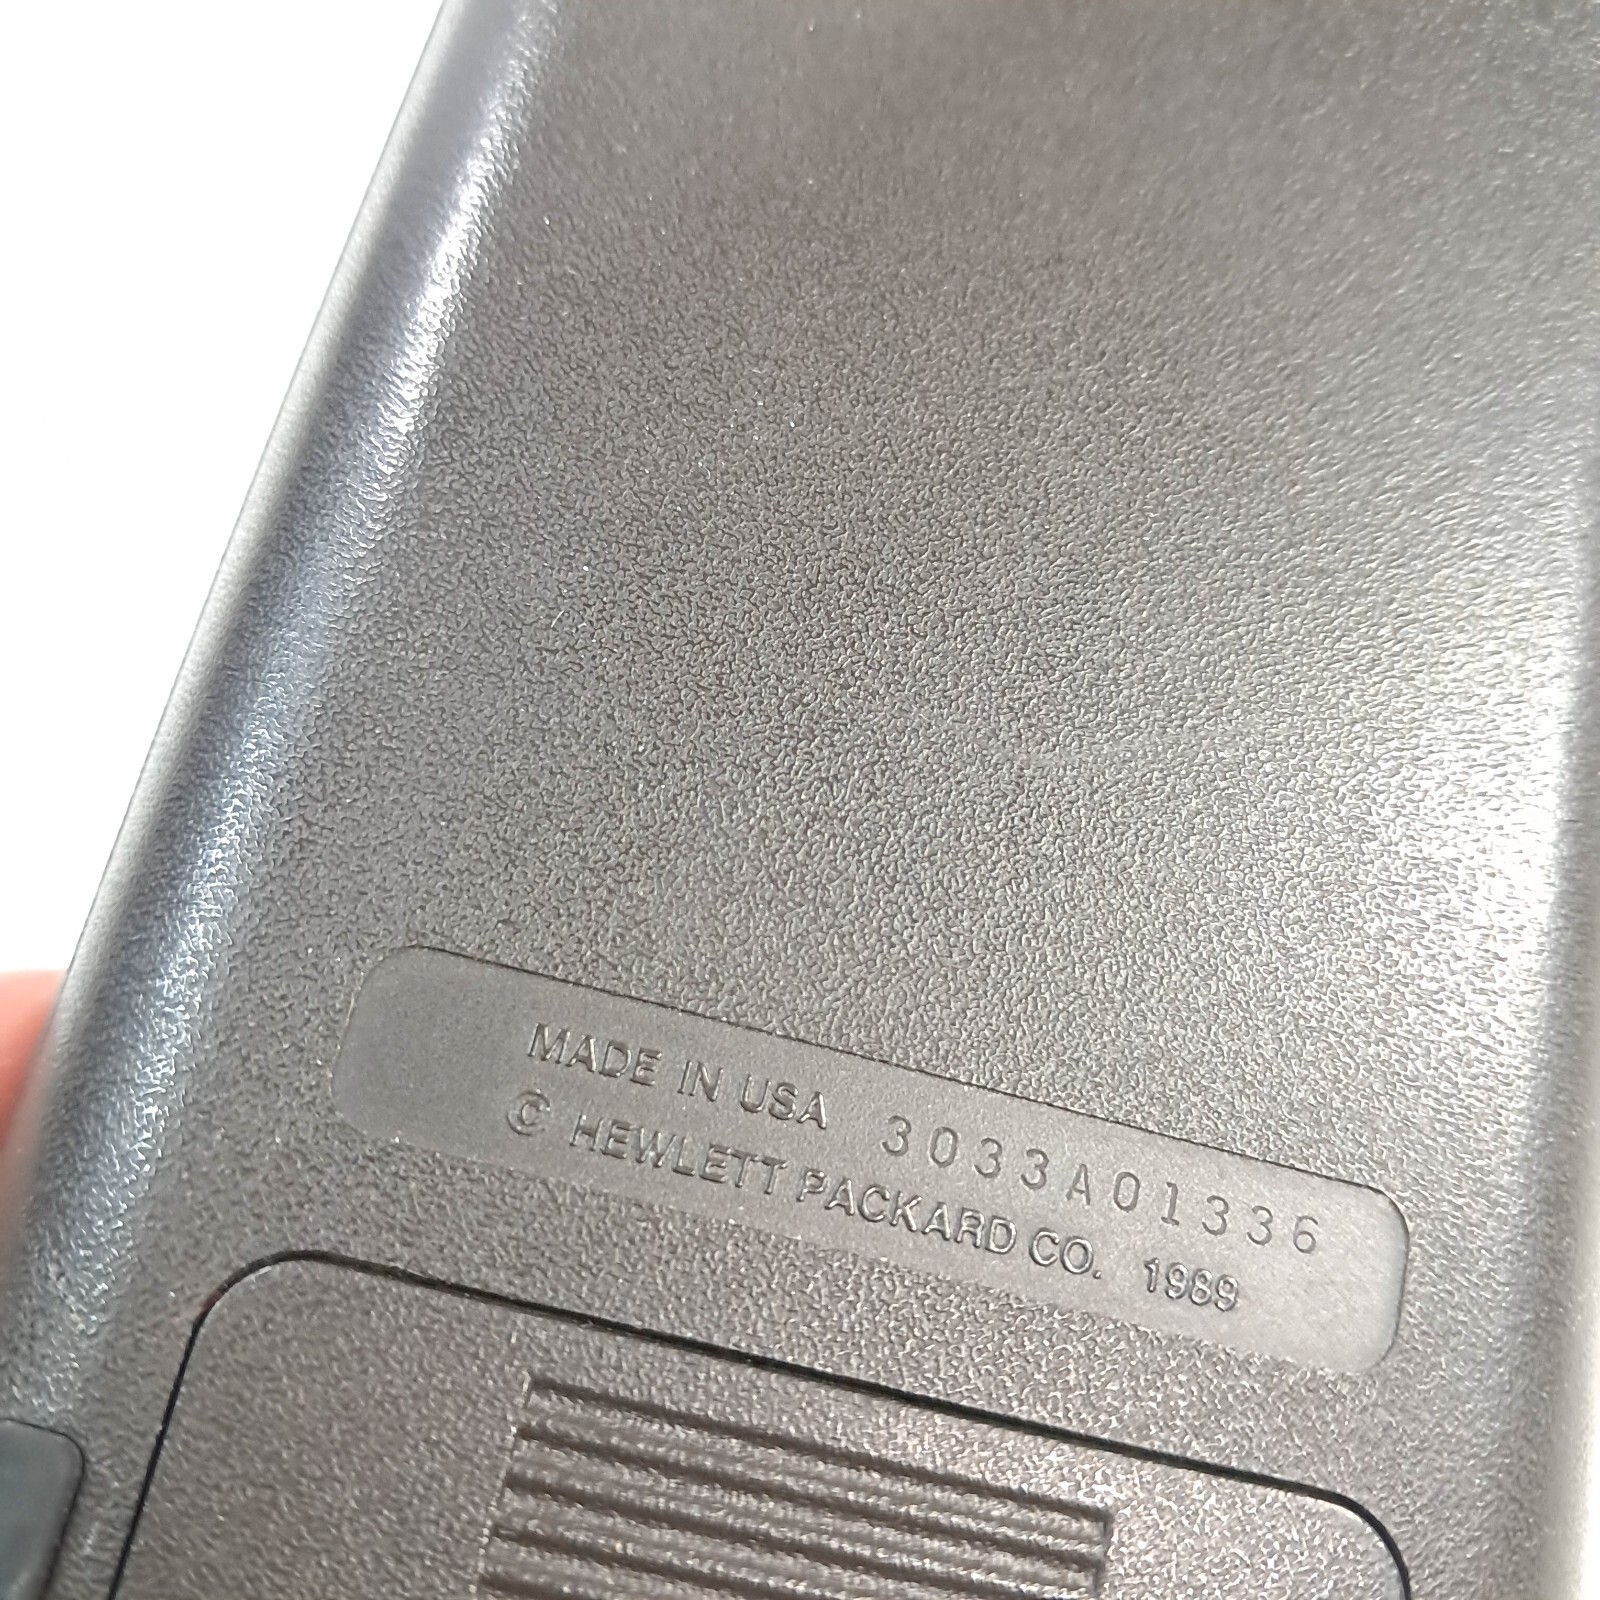 MADE IN USA 3033A01336
© HEWLETT PACKARD CO. 1989